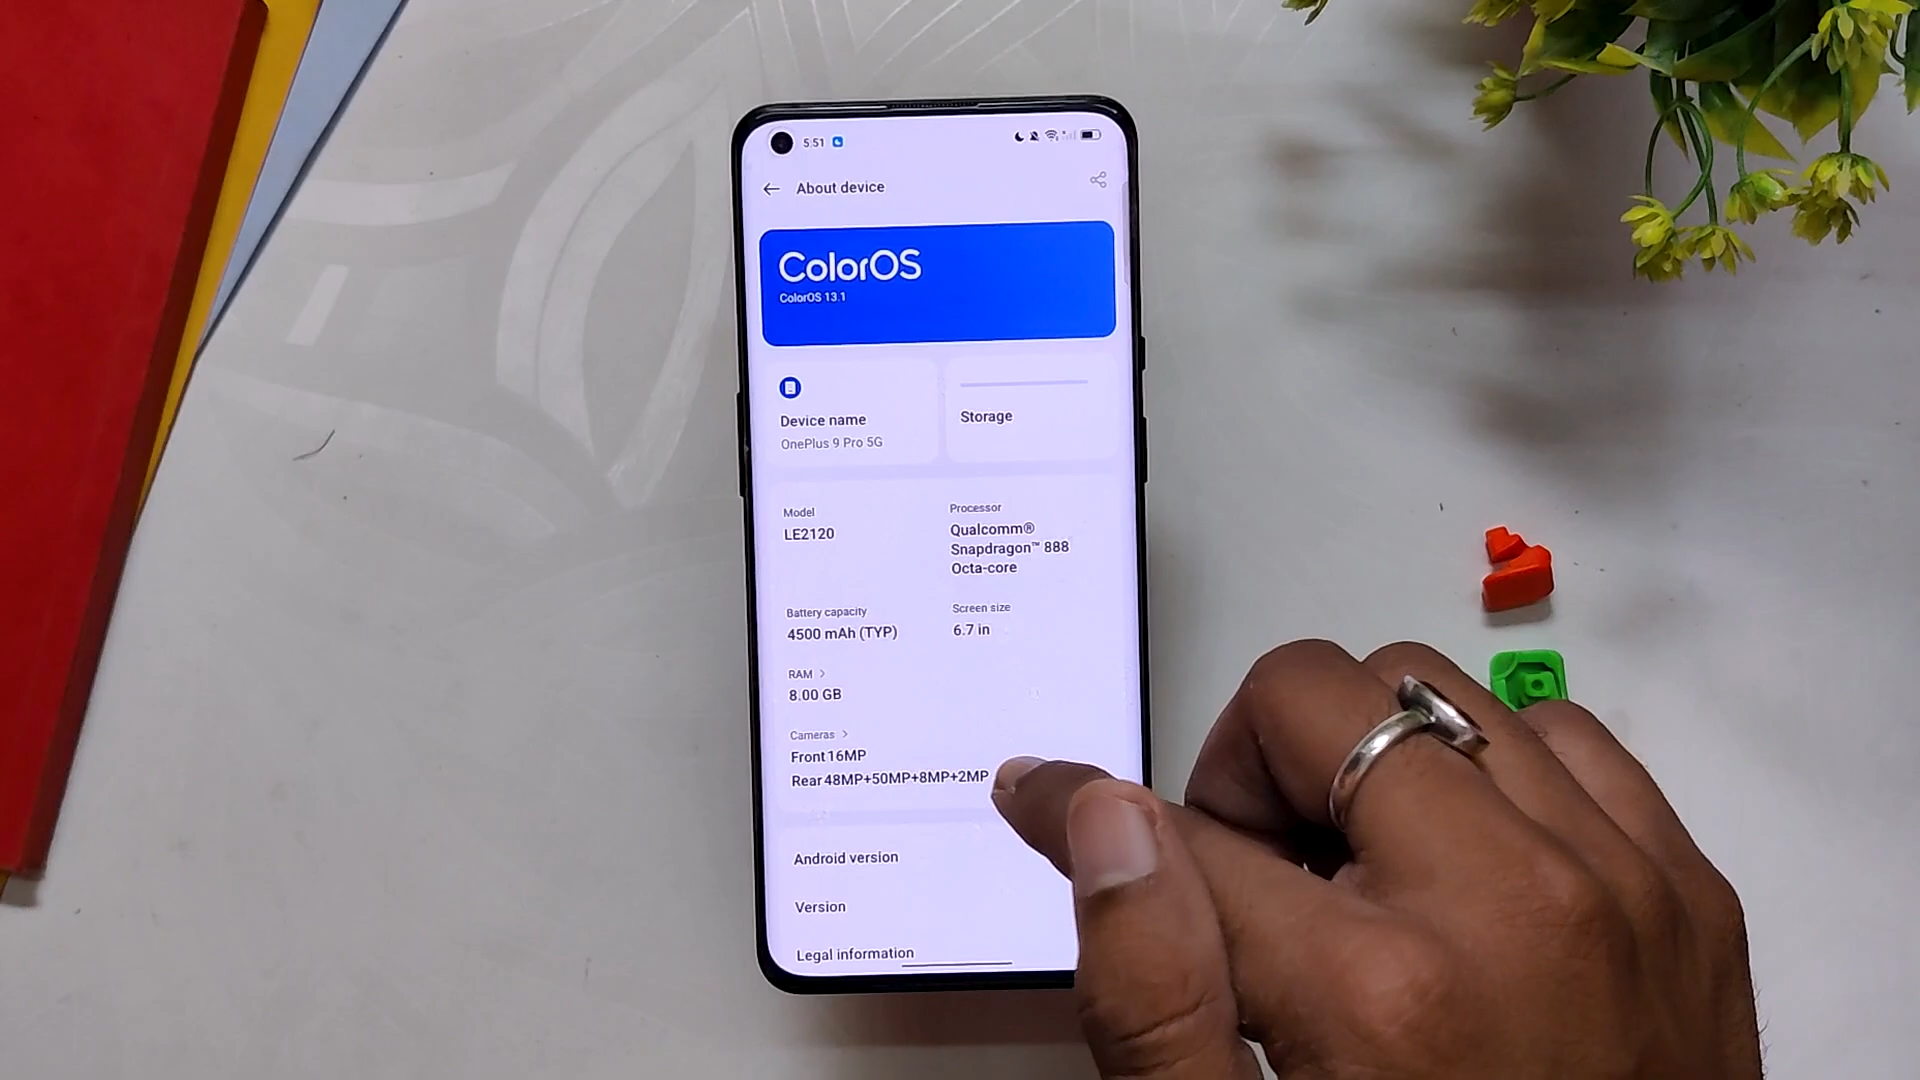 5:51
About device
ColorOS
ColorOS 13.1
Device name
OnePlus 9 Pro 5G
Storage
Model
LE2120
Processor
Qualcomm®
Snapdragon™ 888
Octa-core
Battery capacity
4500 mAh (TYP)
Screen size
6.7 in
RAM >
8.00 GB
Cameras >
Front 16MP
Rear 48MP+50MP+8MP+2MP
Android version
Version
Legal information